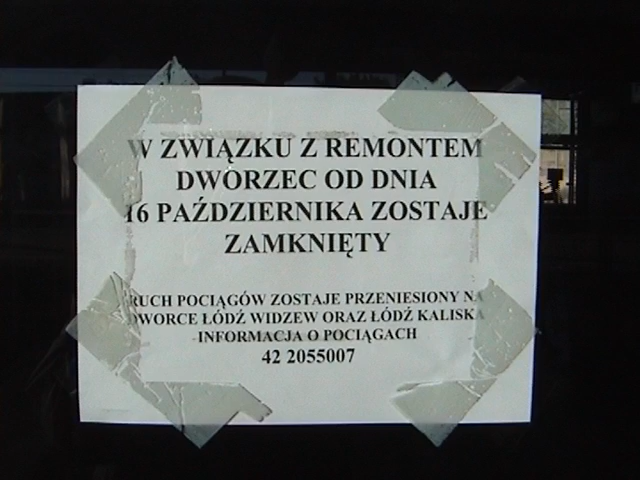 W ZWIĄZKU Z REMONTEM
DWORZEC OD DNIA
16 PAŹDZIERNIKA ZOSTAJE
ZAMKNIĘTY
RUCH POCIĄGÓW ZOSTAJE PRZENIESIONY NA
DWORCE ŁÓDŹ WIDZEW ORAZ ŁÓDŹ KALISKA
INFORMACJA O POCIĄGACH
42 2055007